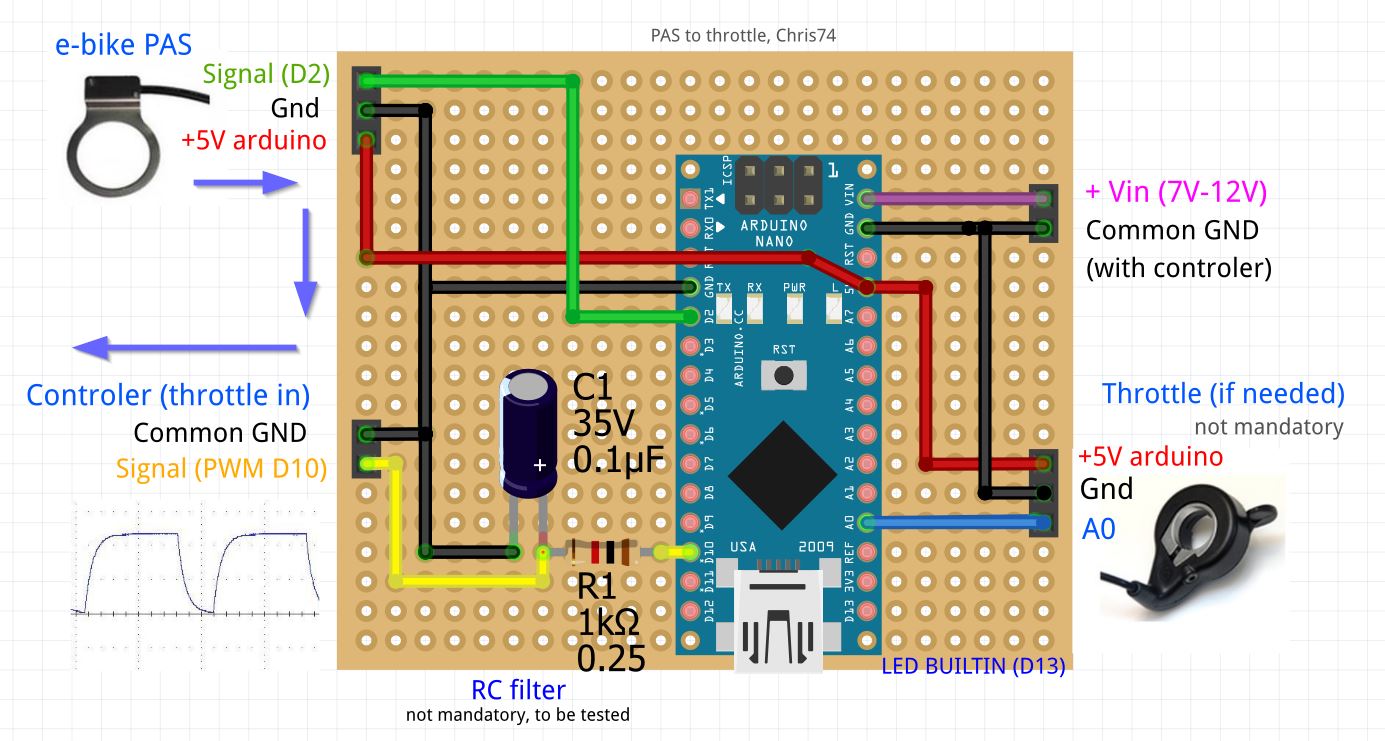 PAS to throttle, Chris74
e-bike PAS
Signal (D2)
Gnd
+5V arduino
Controler (throttle in)
Common GND
Signal (PWM D10)
C1
35V
0.1µF
R1
1kΩ
0.25
RC filter
not mandatory, to be tested
ICSP
1
ARDUINO
NANO
TX1
RX0
GND
D2
D3
D4
D5
D6
D7
D8
D9
D10
D11
D12
TX RX PWR L
ARDUINO.CC
RST
USA 2009
VIN
GND
RST
A7
A6
A5
A4
A3
A2
A1
A0
REF
3V3
D13
+ Vin (7V-12V)
Common GND
(with controler)
Throttle (if needed)
not mandatory
+5V arduino
Gnd
A0
LED BUILTIN (D13)